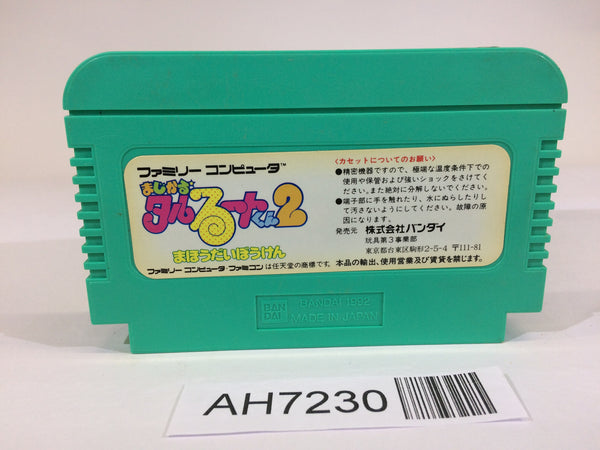 ファミリー コンピュータ™
まじかる☆
タルるートくん2
まほうだいぼうけん
ファミリー コンピュータ・ファミコンは任天堂の商標です。
〈カセットについてのお願い〉
●精密機器ですので、極端な温度条件下での
使用や保管および強いショックをさけてく
ださい。また絶対に分解しないでください。
●端子部に手を触れたり、水にぬらしたりし
て汚さないようにしてください。故障の原
因になります。
発売元 株式会社バンダイ
玩具第3事業部
東京都台東区駒形2-5-4 〒111-81
本品の輸出、使用営業及び賃貸を禁じます。
BAN
DAI
BANDAI 1992
MADE IN JAPAN
AH7230